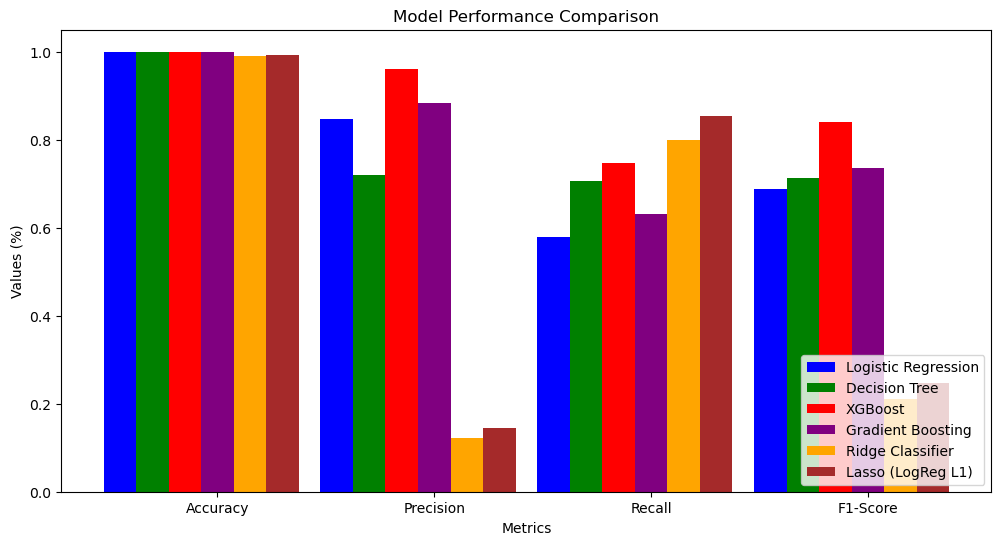 Model Performance Comparison
1.0
0.8
0.6
0.4
0.2
0.0
Values (%)
Accuracy
Precision
Recall
F1-Score
Metrics
Logistic Regression
Decision Tree
XGBoost
Gradient Boosting
Ridge Classifier
Lasso (LogReg L1)